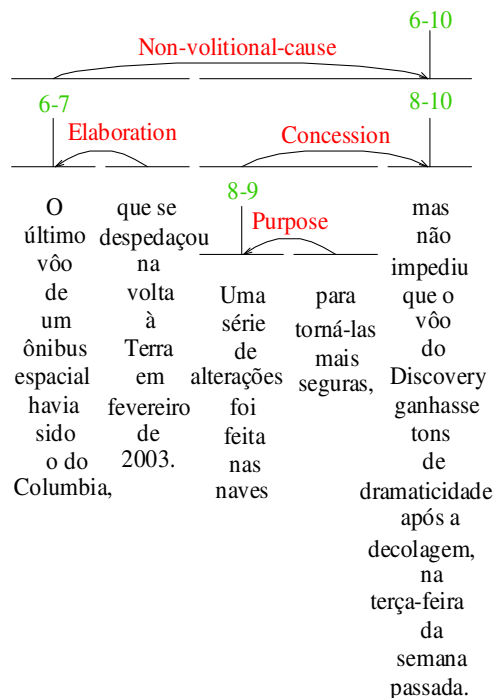 6-10
Non-volitional-cause
6-7
8-10
Elaboration
Concession
O
último
vôo
de
um
ônibus
espacial
havia
sido
o do
Columbia,
que se
despedaçou
na
volta
à
Terra
em
fevereiro
de
2003.
8-9
Purpose
Uma
série
de
alterações
foi
feita
nas
naves
para
torná-las
mais
seguras,
mas
não
impediu
que o
vôo
do
Discovery
ganhasse
tons
de
dramaticidade
após a
decolagem,
na
terça-feira
da
semana
passada.